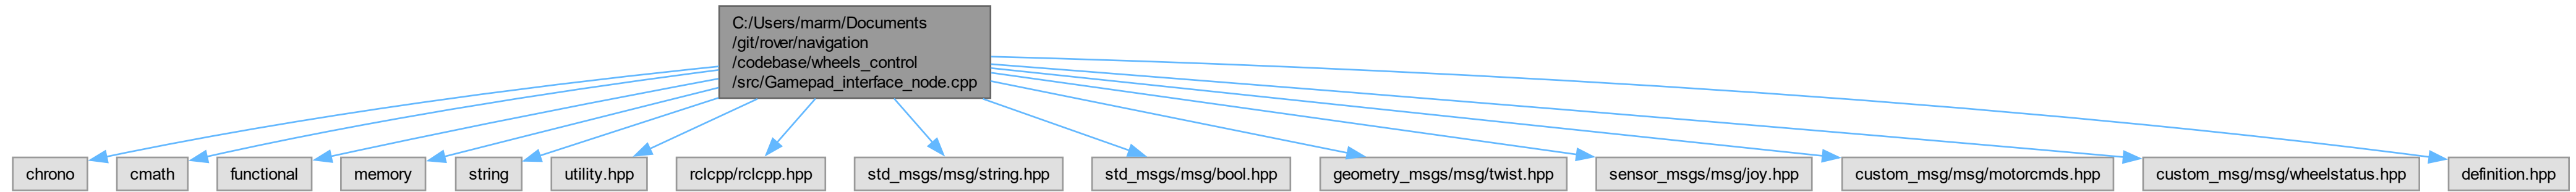 C:/Users/marm/Documents
/git/rover/navigation
/codebase/wheels_control
/src/Gamepad_interface_node.cpp
chrono
cmath
functional
memory
string
utility.hpp
rclcpp/rclcpp.hpp
std_msgs/msg/string.hpp
std_msgs/msg/bool.hpp
geometry_msgs/msg/twist.hpp
sensor_msgs/msg/joy.hpp
custom_msg/msg/motorcmds.hpp
custom_msg/msg/wheelstatus.hpp
definition.hpp